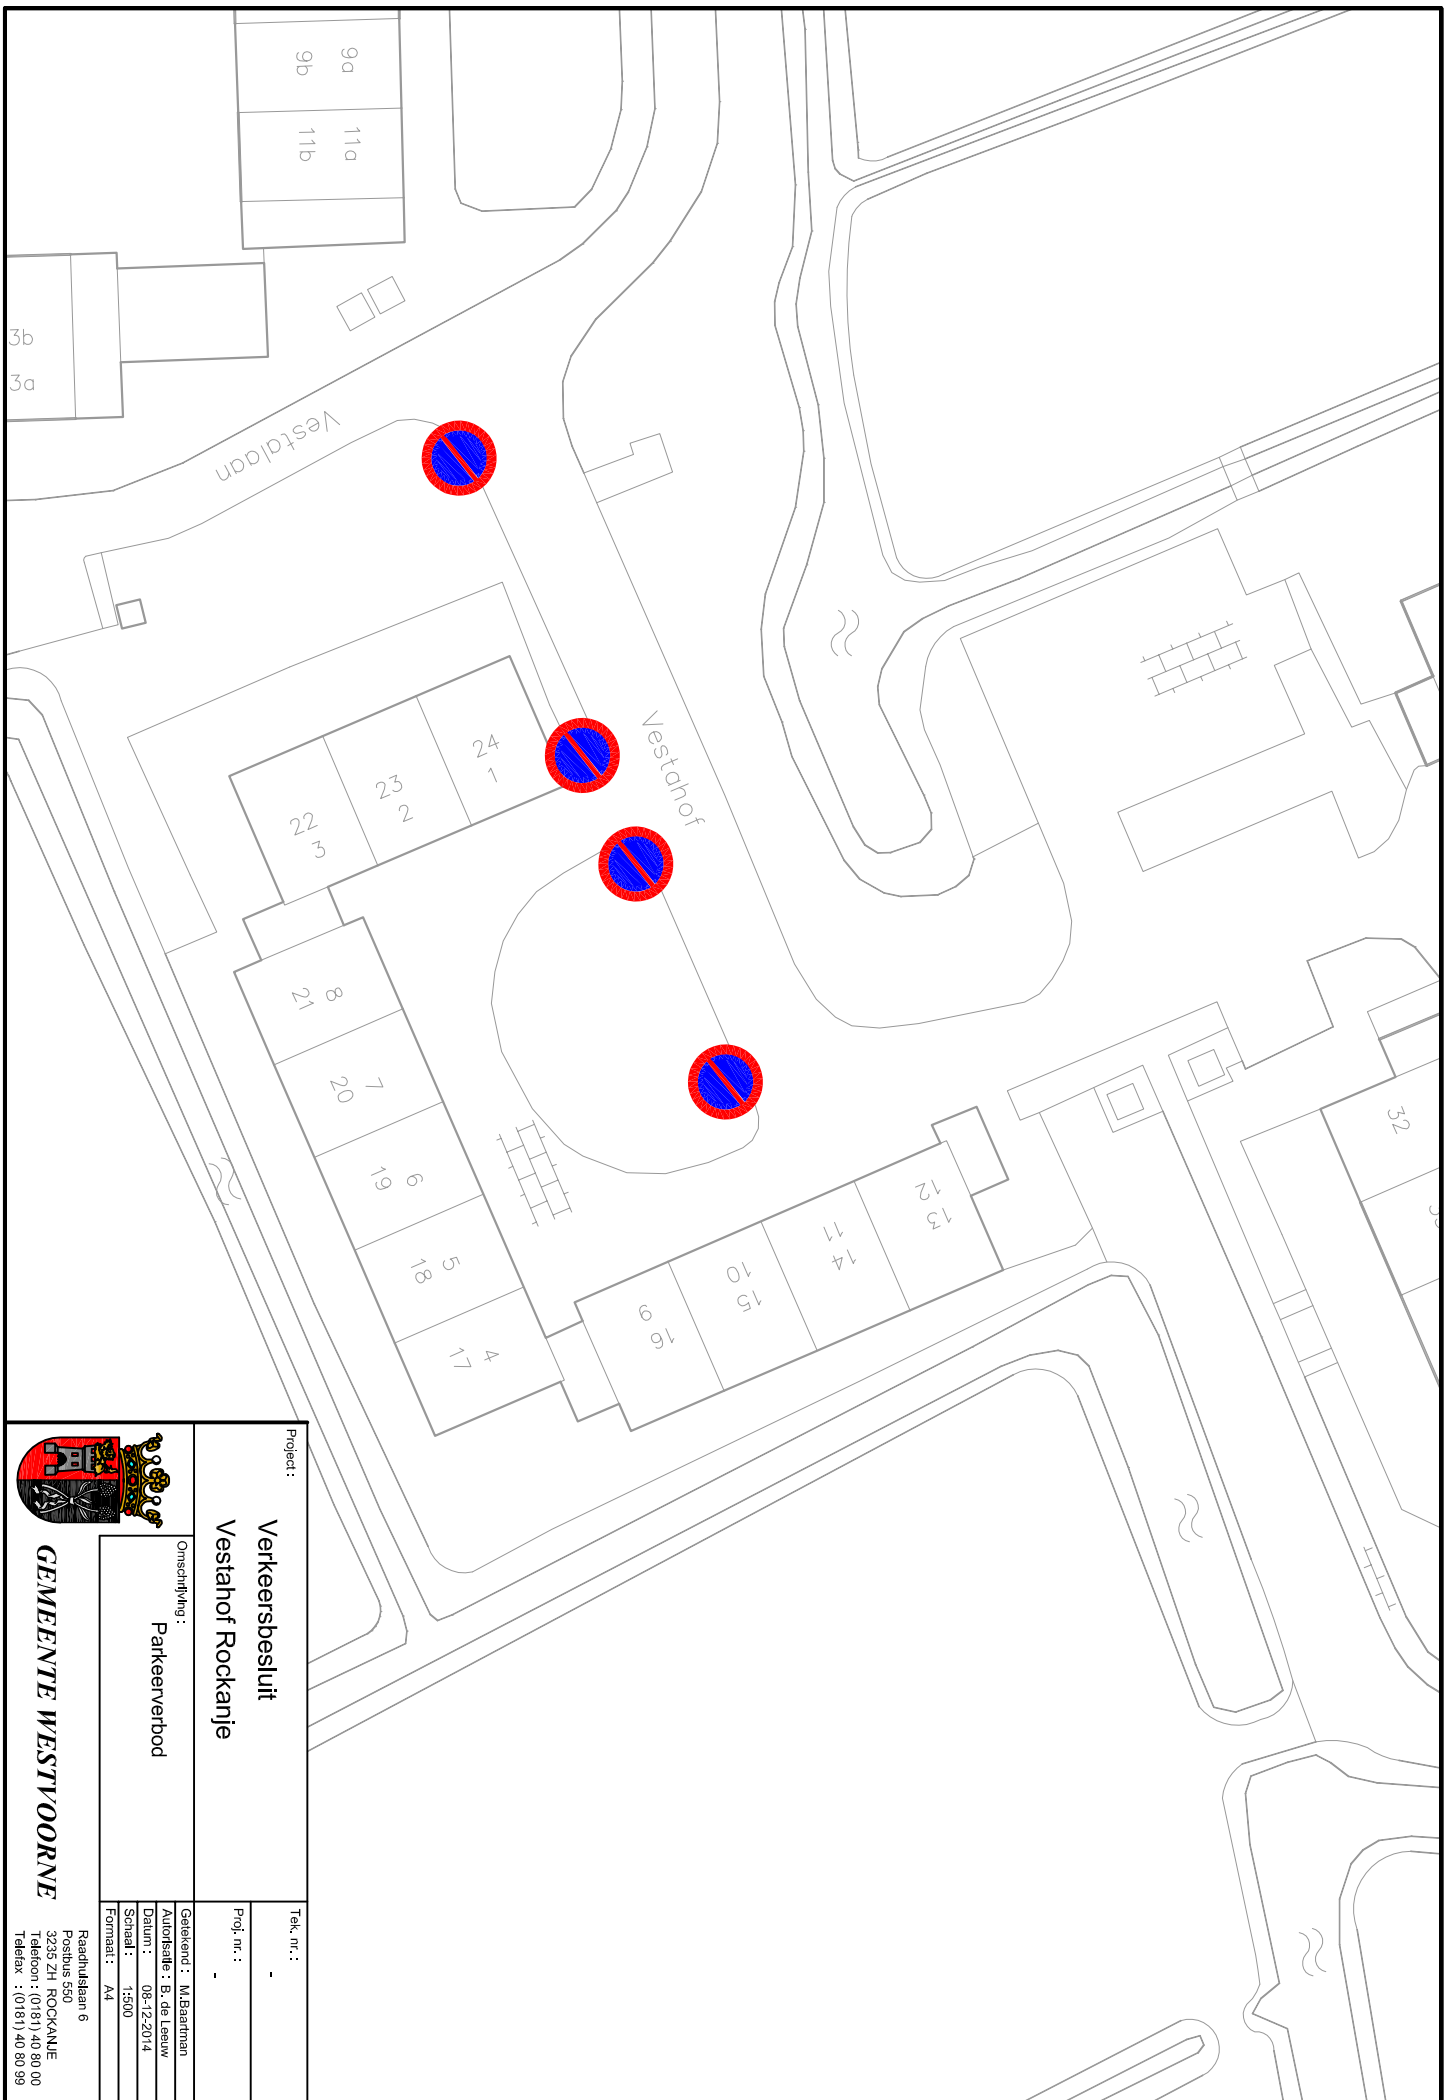 9b 9a
11b 11a
3b
3a
Vestalaan
Vestahof
24
1
23
2
22
3
8
21
7
20
6
19
5
18
4
17
9
16
10
15
11
14
12
13
32
Project :
Verkeersbesluit
Vestahof Rockanje
Omschrijving :
Parkeerverbod
Tek. nr. :
-
Proj. nr. :
-
Getekend : M.Baartman
Autorisatie : B. de Leeuw
Datum : 08-12-2014
Schaal : 1:500
Formaat : A4
GEMEENTE WESTVOORNE
Raadhuislaan 6
Postbus 550
3235 ZH ROCKANJE
Telefoon : (0181) 40 80 00
Telefax : (0181) 40 80 99